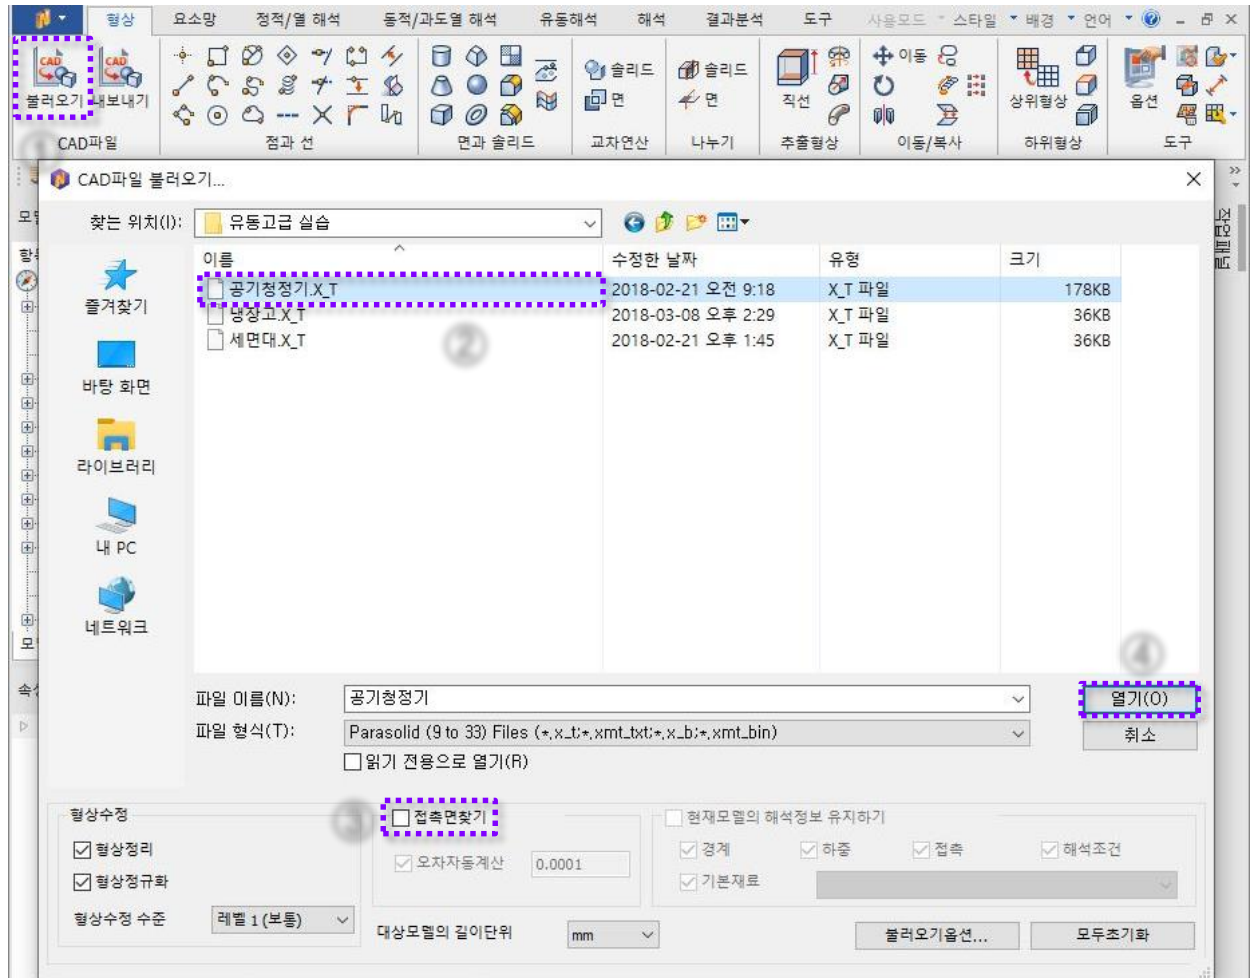 형상 요소망 정적/열 해석 동적/과도열 해석 유동해석 해석 결과분석 도구 사용모드 스타일 배경 언어
CAD CAD
불러오기 내보내기
CAD파일
점과 선
면과 솔리드
솔리드
면
교차연산
솔리드
면
나누기
직선
추출형상
이동
이동/복사
상위형상
하위형상
옵션
도구
①
CAD파일 불러오기...
찾는 위치(I): 유동고급 실습
작업패널
이름 수정한 날짜 유형 크기
공기청정기.X_T 2018-02-21 오전 9:18 X_T 파일 178KB
냉장고.X_T 2018-03-08 오후 2:29 X_T 파일 36KB
세면대.X_T 2018-02-21 오후 1:45 X_T 파일 36KB
②
즐겨찾기
바탕 화면
라이브러리
내 PC
네트워크
④
파일 이름(N): 공기청정기 열기(O)
파일 형식(T): Parasolid (9 to 33) Files (*.x_t;*.xmt_txt;*.x_b;*.xmt_bin) 취소
읽기 전용으로 열기(R)
③
형상수정 접촉면찾기 현재모델의 해석정보 유지하기
형상정리 오차자동계산 0.0001 경계 하중 접촉 해석조건
형상정규화 기본재료
형상수정 수준 레벨 1 (보통) 대상모델의 길이단위 mm 불러오기옵션... 모두초기화